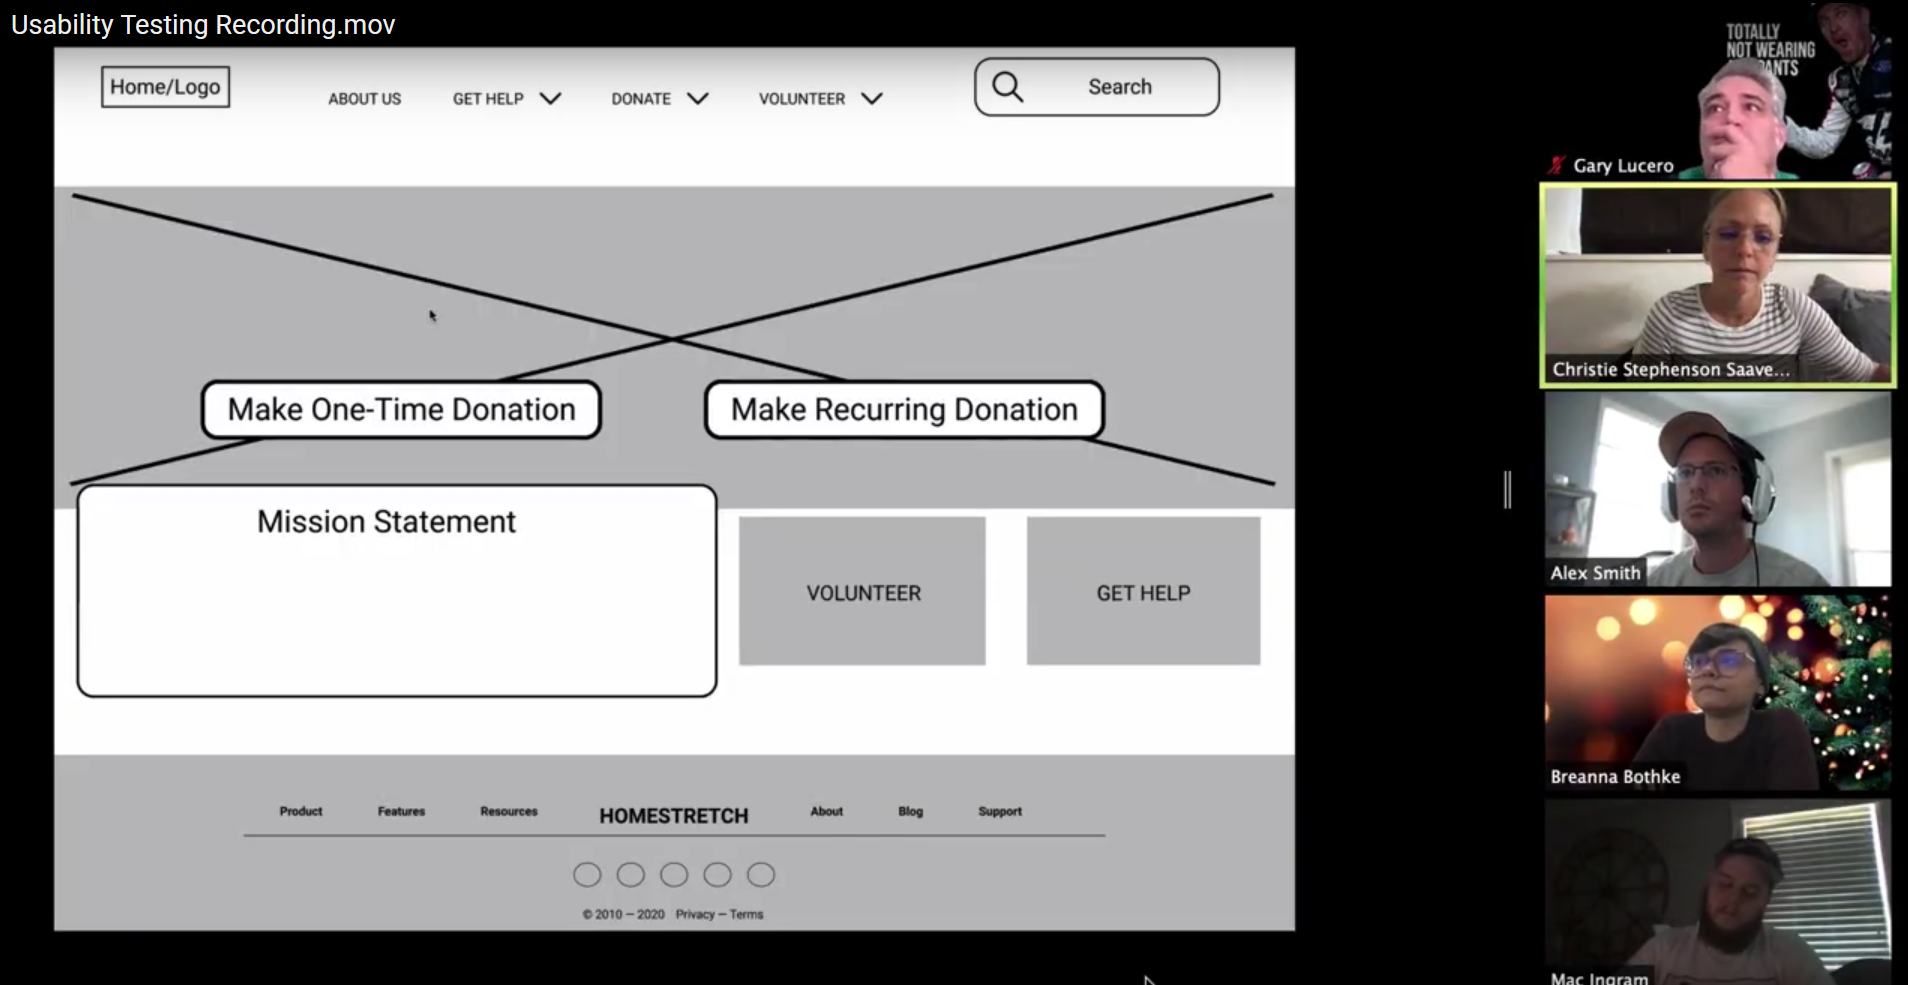 Usability Testing Recording.mov
Home/Logo
ABOUT US
GET HELP
DONATE
VOLUNTEER
Search
Make One-Time Donation
Make Recurring Donation
Mission Statement
VOLUNTEER
GET HELP
Product
Features
Resources
HOMESTRETCH
About
Blog
Support
© 2010 — 2020 Privacy — Terms
TOTALLY
NOT WEARING
PANTS
Gary Lucero
Christie Stephenson Saave...
Alex Smith
Breanna Bothke
Mac Ingram